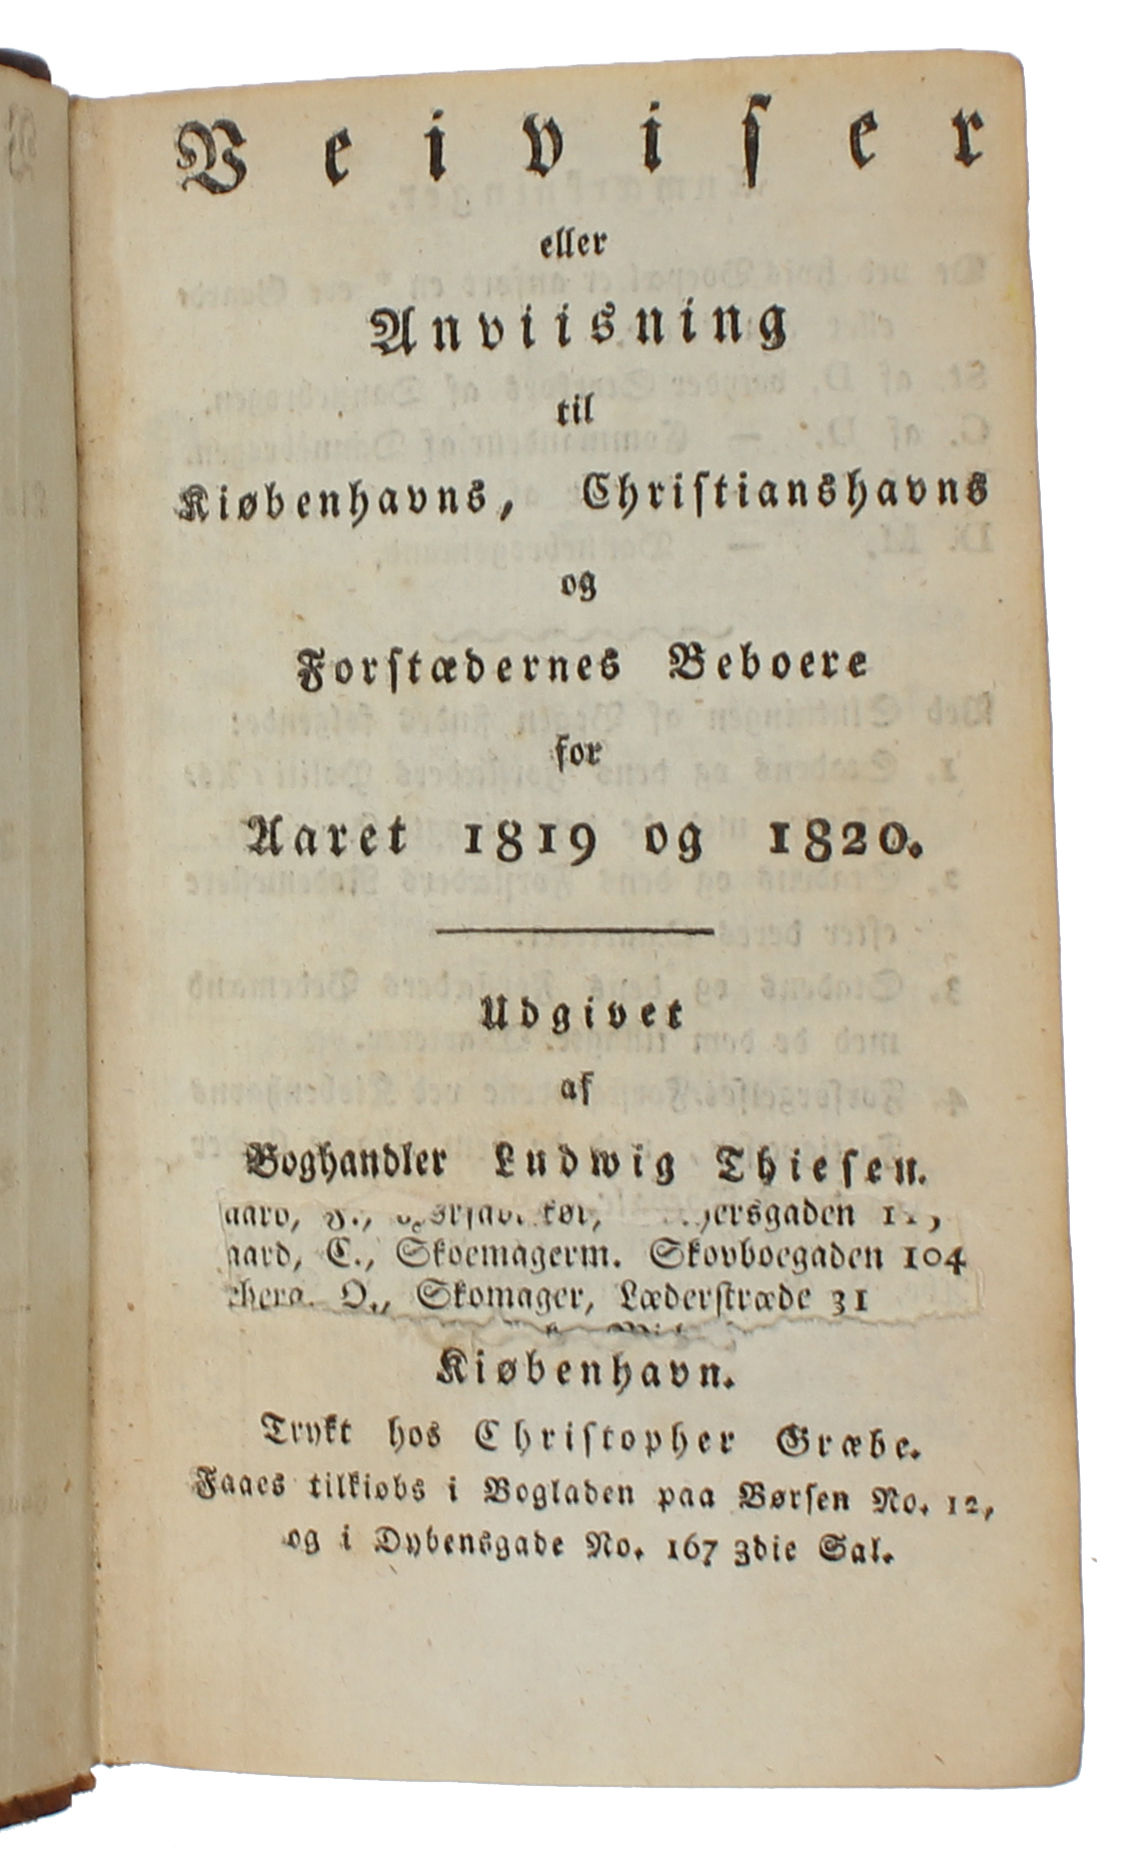 Veiviser
eller
Anviisning
til
Kiøbenhavns, Christianshavns
og
Forstædernes Beboere
for
Aaret 1819 og 1820.
Udgivet
af
Boghandler Ludwig Thiesen.
aard, C., Skoemagerm. Skovboegaden 104
O., Skomager, Læderstræde 31
Kiøbenhavn.
Trykt hos Christopher Græbe.
Faaes tilkiøbs i Bogladen paa Børsen No. 12,
og i Dybensgade No. 167 3die Sal.